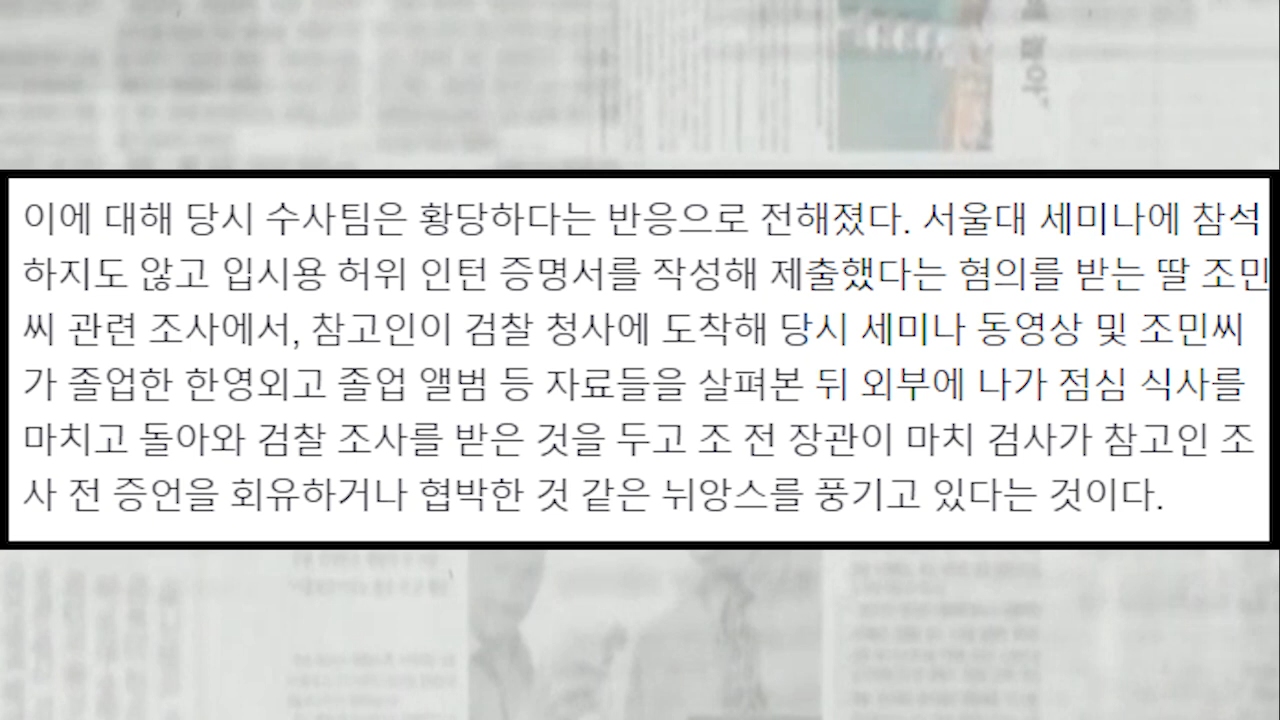 이에 대해 당시 수사팀은 황당하다는 반응으로 전해졌다. 서울대 세미나에 참석
하지도 않고 입시용 허위 인턴 증명서를 작성해 제출했다는 혐의를 받는 딸 조민
씨 관련 조사에서, 참고인이 검찰 청사에 도착해 당시 세미나 동영상 및 조민씨
가 졸업한 한영외고 졸업 앨범 등 자료들을 살펴본 뒤 외부에 나가 점심 식사를
마치고 돌아와 검찰 조사를 받은 것을 두고 조 전 장관이 마치 검사가 참고인 조
사 전 증언을 회유하거나 협박한 것 같은 뉘앙스를 풍기고 있다는 것이다.